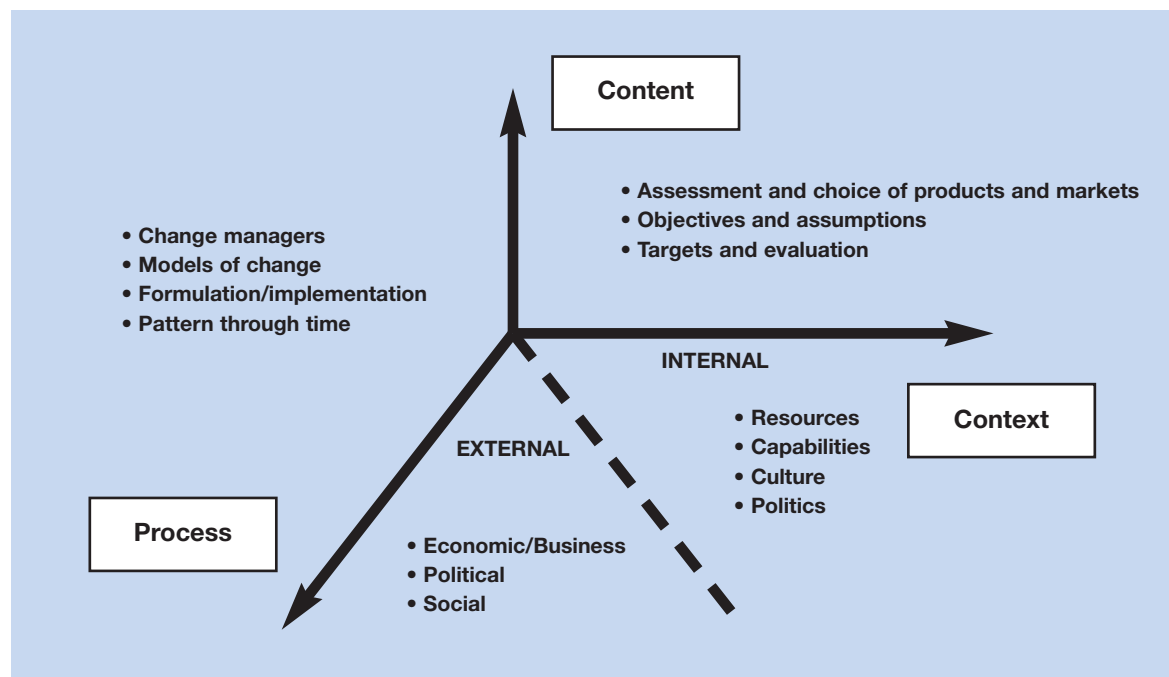 Content
• Assessment and choice of products and markets
• Objectives and assumptions
• Targets and evaluation
• Change managers
• Models of change
• Formulation/implementation
• Pattern through time
INTERNAL
Context
• Resources
• Capabilities
• Culture
• Politics
EXTERNAL
Process
• Economic/Business
• Political
• Social